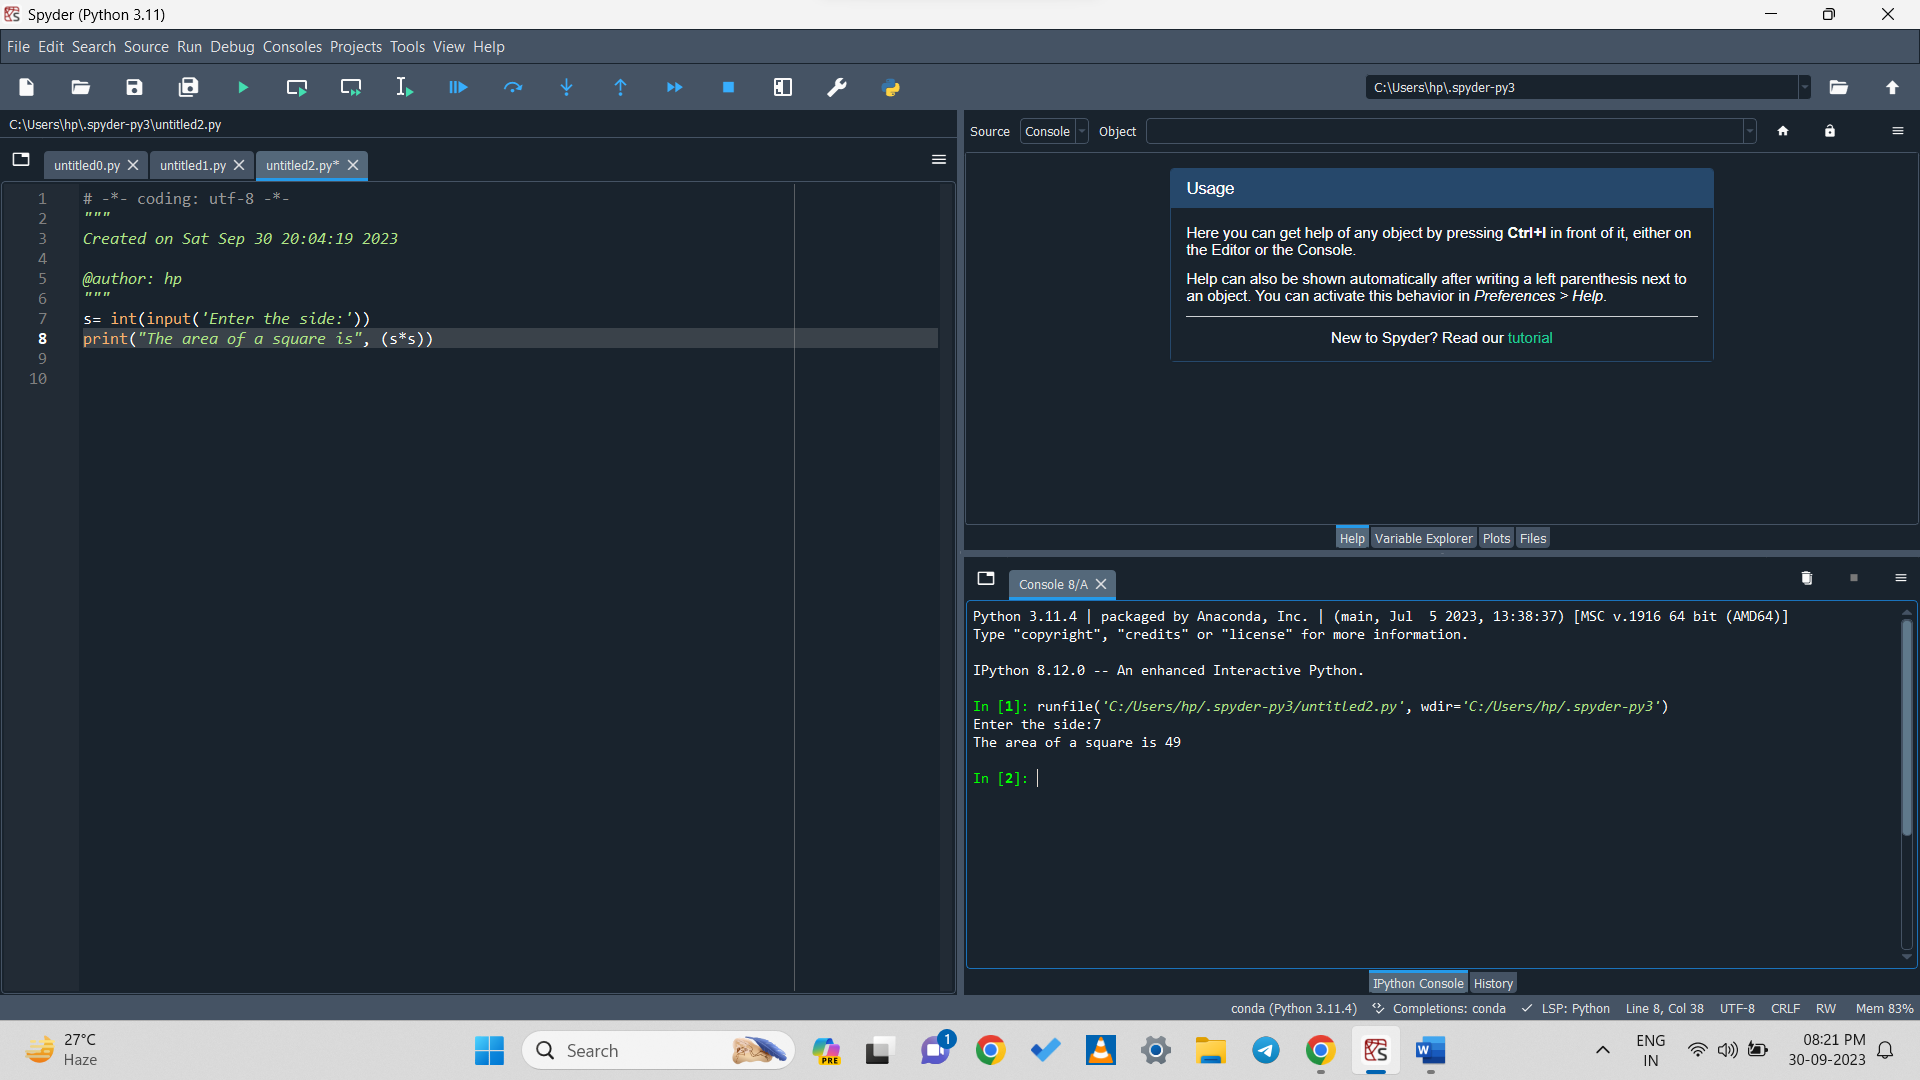 Spyder (Python 3.11)
File Edit Search Source Run Debug Consoles Projects Tools View Help
C:\Users\hp\.spyder-py3
C:\Users\hp\.spyder-py3\untitled2.py
untitled0.py untitled1.py untitled2.py*
1 # -*- coding: utf-8 -*-
2 """
3 Created on Sat Sep 30 20:04:19 2023
4
5 @author: hp
6 """
7 s= int(input('Enter the side:'))
8 print("The area of a square is", (s*s))
9
10
Source Console Object
Usage
Here you can get help of any object by pressing Ctrl+I in front of it, either on
the Editor or the Console.
Help can also be shown automatically after writing a left parenthesis next to
an object. You can activate this behavior in Preferences > Help.
New to Spyder? Read our tutorial
Help Variable Explorer Plots Files
Console 8/A
Python 3.11.4 | packaged by Anaconda, Inc. | (main, Jul  5 2023, 13:38:37) [MSC v.1916 64 bit (AMD64)]
Type "copyright", "credits" or "license" for more information.
IPython 8.12.0 -- An enhanced Interactive Python.
In [1]: runfile('C:/Users/hp/.spyder-py3/untitled2.py', wdir='C:/Users/hp/.spyder-py3')
Enter the side:7
The area of a square is 49
In [2]:
IPython Console History
conda (Python 3.11.4) Completions: conda LSP: Python Line 8, Col 38 UTF-8 CRLF RW Mem 83%
27°C
Haze
Search
PRE
1
ENG
IN
08:21 PM
30-09-2023